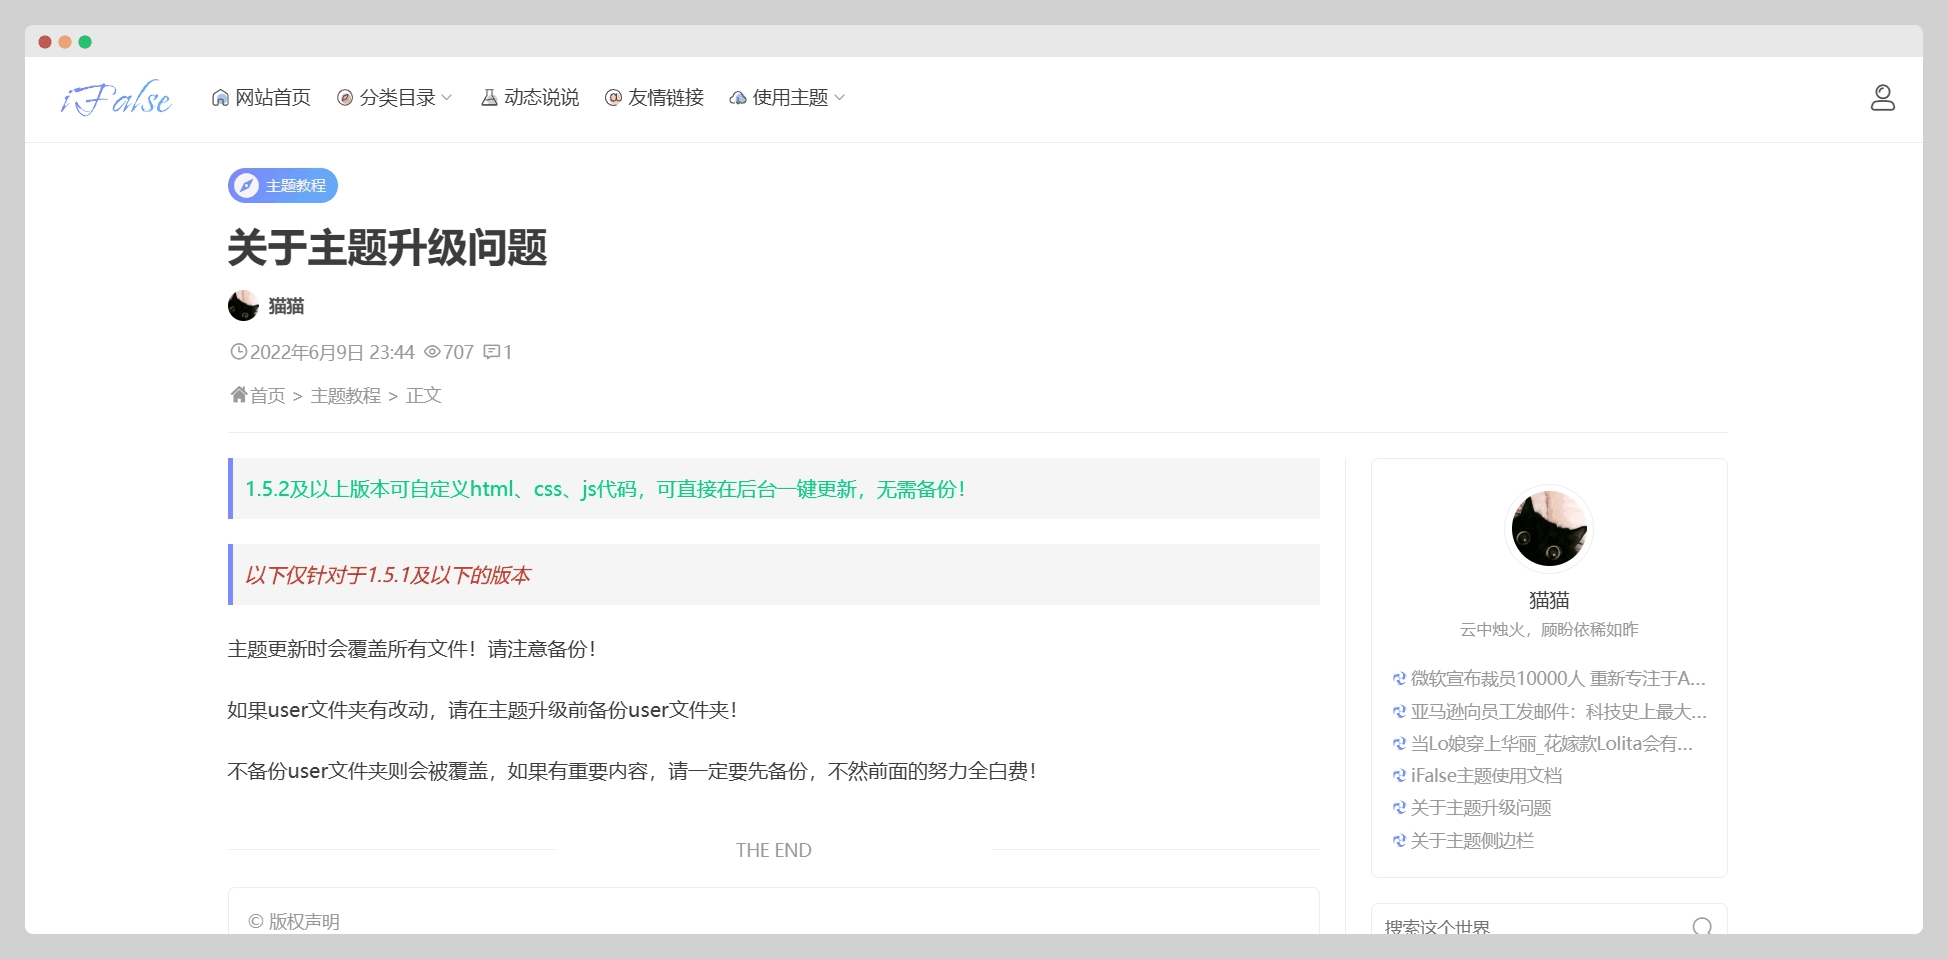 iFalse
网站首页 分类目录 动态说说 友情链接 使用主题
主题教程
关于主题升级问题
猫猫
2022年6月9日 23:44 707 1
首页 > 主题教程 > 正文
1.5.2及以上版本可自定义html、css、js代码，可直接在后台一键更新，无需备份！
以下仅针对于1.5.1及以下的版本
主题更新时会覆盖所有文件！请注意备份！
如果user文件夹有改动，请在主题升级前备份user文件夹！
不备份user文件夹则会被覆盖，如果有重要内容，请一定要先备份，不然前面的努力全白费！
THE END
© 版权声明
猫猫
云中烛火，顾盼依稀如昨
微软宣布裁员10000人 重新专注于A...
亚马逊向员工发邮件：科技史上最大...
当Lo娘穿上华丽_花嫁款Lolita会有...
iFalse主题使用文档
关于主题升级问题
关于主题侧边栏
搜索这个世界